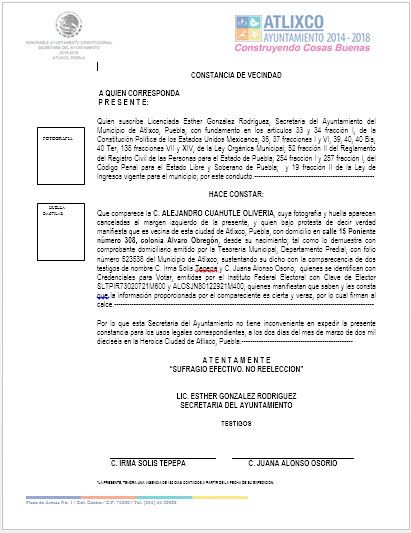 HONORABLE AYUNTAMIENTO CONSTITUCIONAL
SECRETARIA DEL AYUNTAMIENTO
2014-2018
ATLIXCO, PUEBLA
ATLIXCO
AYUNTAMIENTO 2014 - 2018
Construyendo Cosas Buenas
CONSTANCIA DE VECINDAD
A QUIEN CORRESPONDA
P R E S E N T E:
Quien suscribe Licenciada Esther González Rodríguez, Secretaria del Ayuntamiento del
Municipio de Atlixco, Puebla, con fundamento en los artículos 33 y 34 fracción I, de la
Constitución Política de los Estados Unidos Mexicanos, 36, 37 fracciones I y VI, 39, 40, 40 Bis,
40 Ter, 138 fracciones VII y XIV, de la Ley Orgánica Municipal; 52 fracción II del Reglamento
del Registro Civil de las Personas para el Estado de Puebla; 254 fracción I y 257 fracción I, del
Código Penal para el Estado Libre y Soberano de Puebla; y 19 fracción II de la Ley de
Ingresos vigente para el municipio; por este conducto.------------------------------
FOTOGRAFIA
HACE CONSTAR:
HUELLA
DACTILAR
Que comparece la C. ALEJANDRO CUAHUTLE OLIVERIA, cuya fotografía y huella aparecen
canceladas al margen izquierdo de la presente, y quien bajo protesta de decir verdad
manifiesta que es vecina de esta ciudad de Atlixco, Puebla, con domicilio en calle 15 Poniente
número 308, colonia Alvaro Obregón, desde su nacimiento; tal como lo demuestra con
comprobante domiciliario emitido por la Tesorería Municipal, Departamento Predial, con folio
número 523538 del Municipio de Atlixco, sustentando su dicho con la comparecencia de dos
testigos de nombre C. Irma Solís Tepepa y C. Juana Alonso Osorio, quienes se identifican con
Credenciales para Votar, emitidas por el Instituto Federal Electoral con Clave de Elector
SLTPIR73020721M600 y ALOSJN80122921M400, quienes manifiestan que saben y les consta
que la información proporcionada por el compareciente es cierta y veraz, por lo cual firman al
calce.------------------------------
Por lo que esta Secretaria del Ayuntamiento no tiene inconveniente en expedir la presente
constancia para los usos legales correspondientes, a los dos días del mes de marzo de dos mil
dieciséis en la Heroica Ciudad de Atlixco, Puebla.------------------------------
A T E N T A M E N T E
“SUFRAGIO EFECTIVO. NO REELECCION”
LIC. ESTHER GONZALEZ RODRIGUEZ
SECRETARIA DEL AYUNTAMIENTO
TESTIGOS
C. IRMA SOLIS TEPEPA C. JUANA ALONSO OSORIO
*LA PRESENTE, TENDRA UNA VIGENCIA DE 180 DIAS CONTADOS A PARTIR DE LA FECHA DE SU EXPEDICION.
Plaza de Armas No. 1 / Col. Centro / C.P. 74200 / Tel. (244) 44 50028